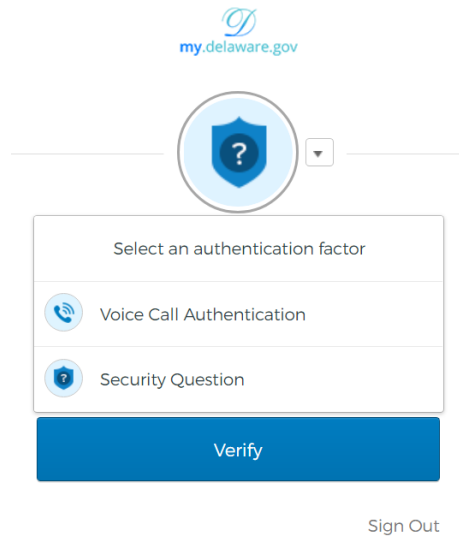 D
my.delaware.gov
?
Select an authentication factor
Voice Call Authentication
?
Security Question
Verify
Sign Out